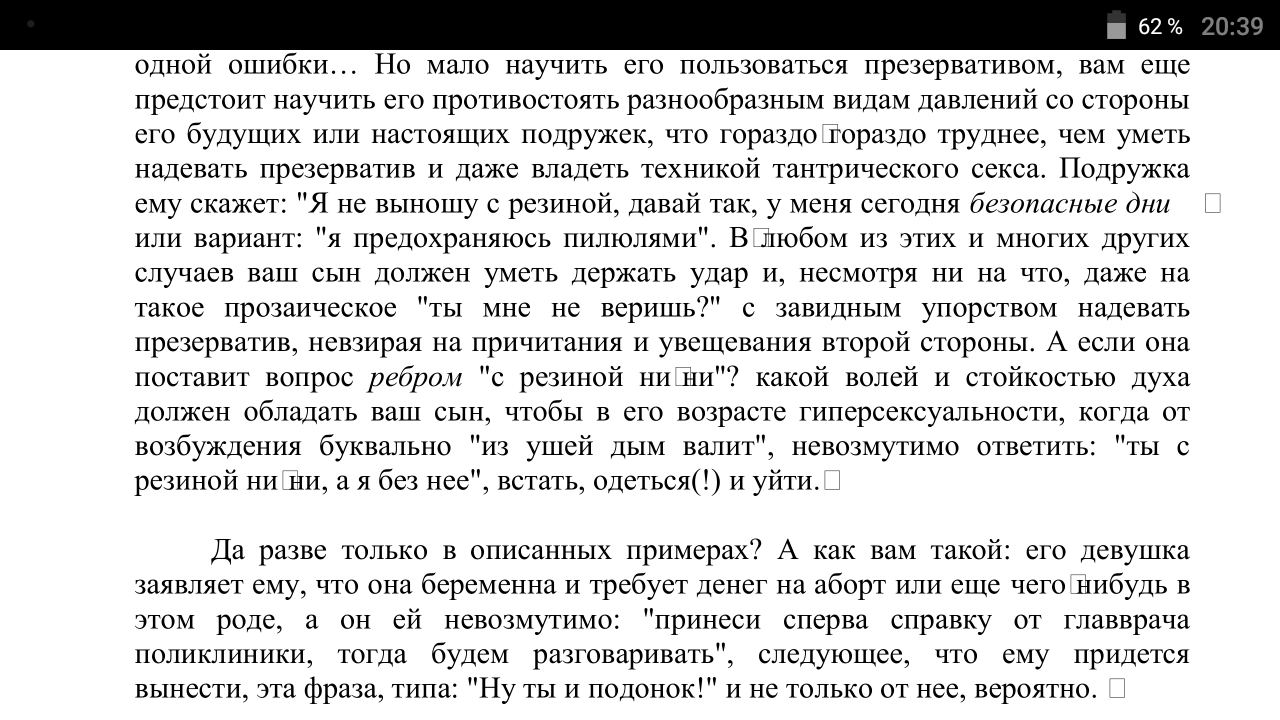 62 % 20:39
одной ошибки… Но мало научить его пользоваться презервативом, вам еще
предстоит научить его противостоять разнообразным видам давлений со стороны
его будущих или настоящих подружек, что гораздо гораздо труднее, чем уметь
надевать презерватив и даже владеть техникой тантрического секса. Подружка
ему скажет: "Я не выношу с резиной, давай так, у меня сегодня безопасные дни
или вариант: "я предохраняюсь пилюлями". В любом из этих и многих других
случаев ваш сын должен уметь держать удар и, несмотря ни на что, даже на
такое прозаическое "ты мне не веришь?" с завидным упорством надевать
презерватив, невзирая на причитания и увещевания второй стороны. А если она
поставит вопрос ребром "с резиной ни ни"? какой волей и стойкостью духа
должен обладать ваш сын, чтобы в его возрасте гиперсексуальности, когда от
возбуждения буквально "из ушей дым валит", невозмутимо ответить: "ты с
резиной ни ни, а я без нее", встать, одеться(!) и уйти.
Да разве только в описанных примерах? А как вам такой: его девушка
заявляет ему, что она беременна и требует денег на аборт или еще чего нибудь в
этом роде, а он ей невозмутимо: "принеси сперва справку от главврача
поликлиники, тогда будем разговаривать", следующее, что ему придется
вынести, эта фраза, типа: "Ну ты и подонок!" и не только от нее, вероятно.